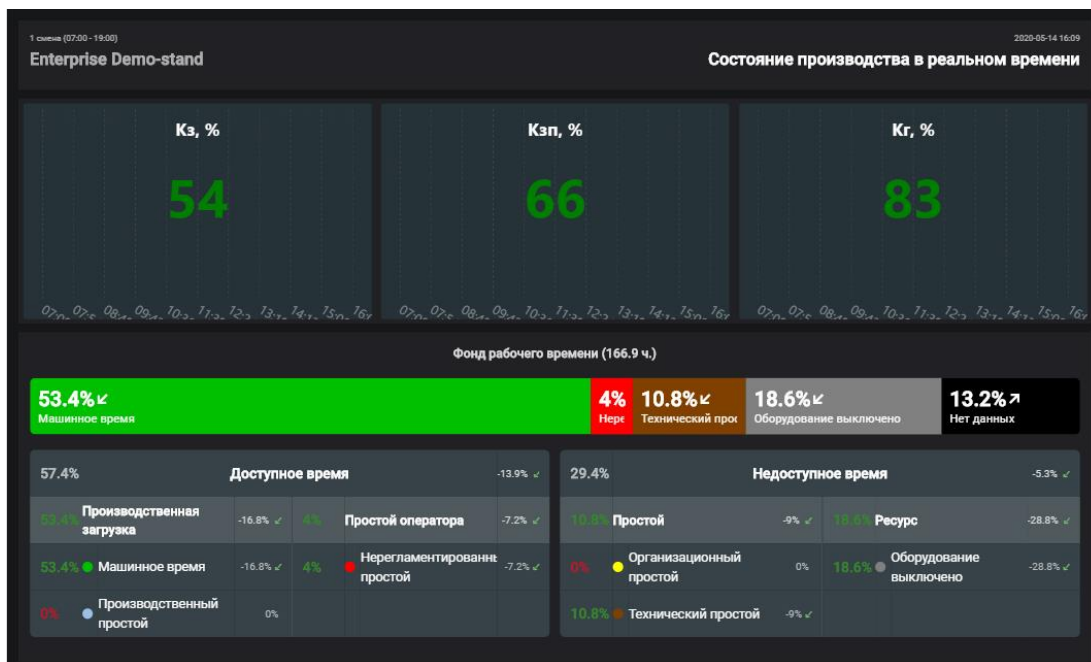 1 смена (07:00 - 19:00)
2020-05-14 16:09
Enterprise Demo-stand
Состояние производства в реальном времени
Кз, %
Кзп, %
Кг, %
54
66
83
Фонд рабочего времени (166.9 ч.)
53.4%↙
4%
10.8%↙
18.6%↙
13.2%↗
Машинное время
Нере
Технический прос
Оборудование выключено
Нет данных
57.4%
Доступное время
-13.9% ↙
29.4%
Недоступное время
-5.3% ↙
53.4%
Производственная
загрузка
-16.8% ↙
4%
Простой оператора
-7.2% ↙
10.8%
Простой
-9% ↙
18.6%
Ресурс
-28.8% ↙
53.4%
Машинное время
-16.8% ↙
4%
Нерегламентированны
простой
-7.2% ↙
0%
Организационный
простой
0%
18.6%
Оборудование
выключено
-28.8% ↙
0%
Производственный
простой
0%
10.8%
Технический простой
-9% ↙